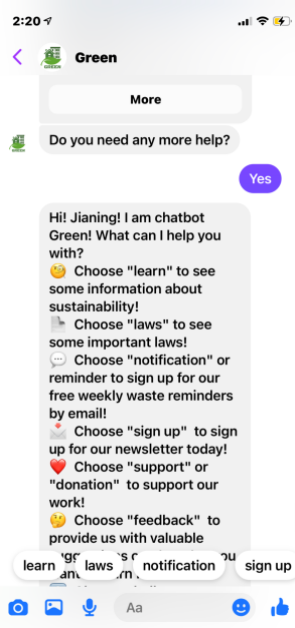 2:20
Green
More
Do you need any more help?
Yes
Hi! Jianing! I am chatbot
Green! What can I help you
with?
🧐 Choose "learn" to see
some information about
sustainability!
📄 Choose "laws" to see
some important laws!
💬 Choose "notification" or
reminder to sign up for our
free weekly waste reminders
by email!
📩 Choose "sign up" to sign
up for our newsletter today!
❤️ Choose "support" or
"donation" to support our
work!
🤔 Choose "feedback" to
provide us with valuable
learn
laws
notification
sign up
Aa